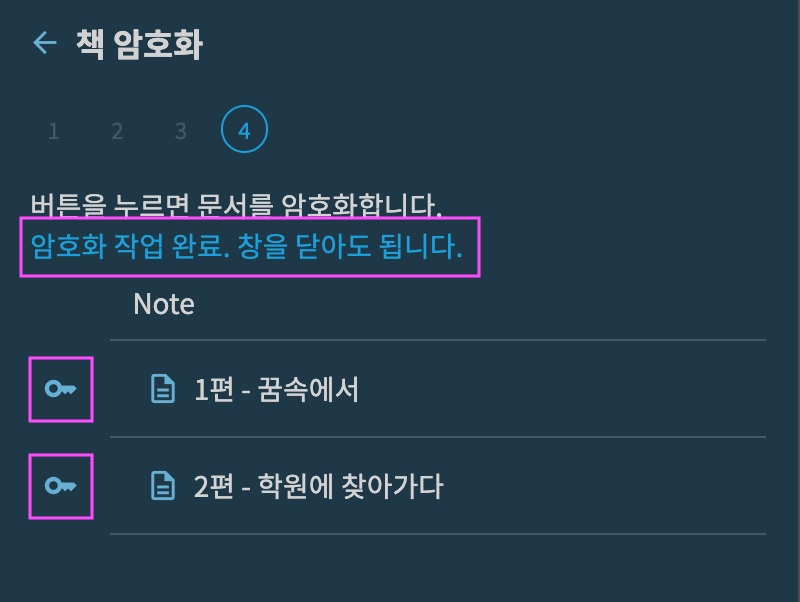 책 암호화
1 2 3 4
버튼을 누르면 문서를 암호화합니다.
암호화 작업 완료. 창을 닫아도 됩니다.
Note
1편 - 꿈속에서
2편 - 학원에 찾아가다